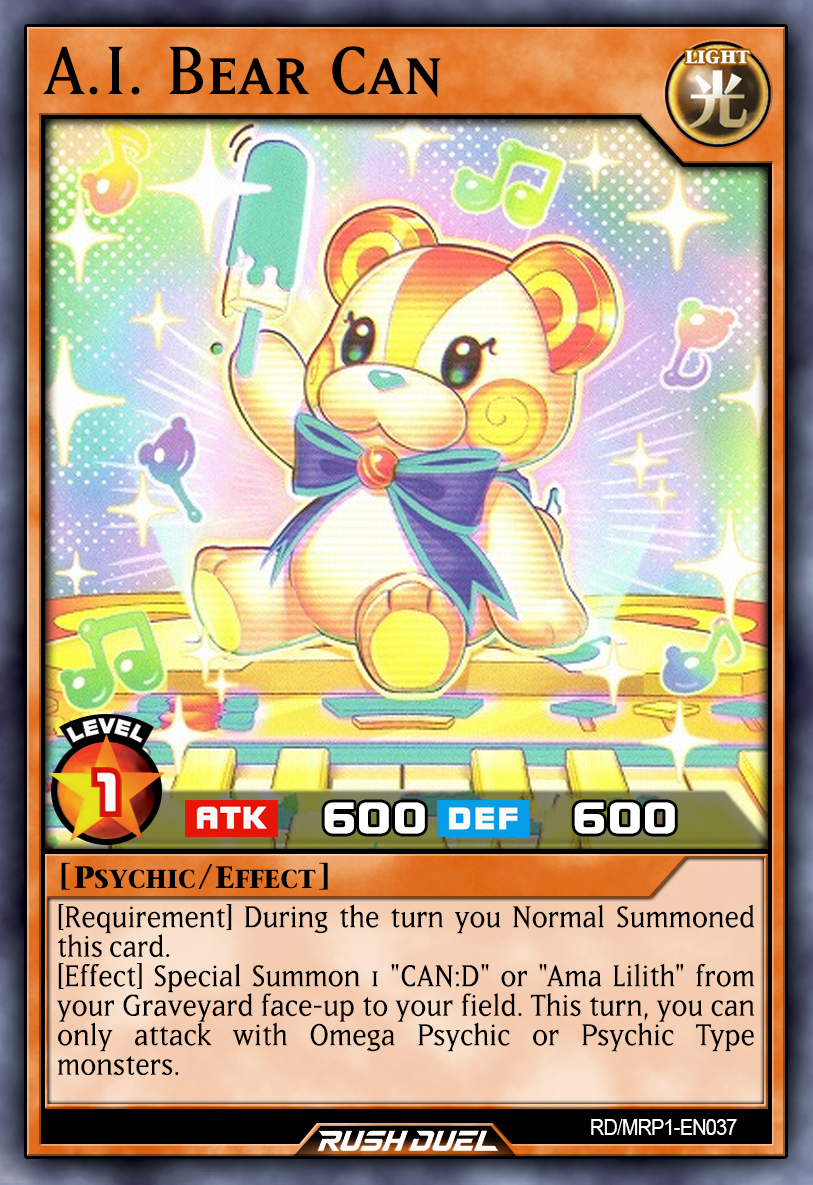 A.I. Bear Can
LIGHT
光
LEVEL
1
ATK 600 DEF 600
[Psychic/Effect]
[Requirement] During the turn you Normal Summoned
this card.
[Effect] Special Summon 1 "CAN:D" or "Ama Lilith" from
your Graveyard face-up to your field. This turn, you can
only attack with Omega Psychic or Psychic Type
monsters.
RUSH DUEL
RD/MRP1-EN037